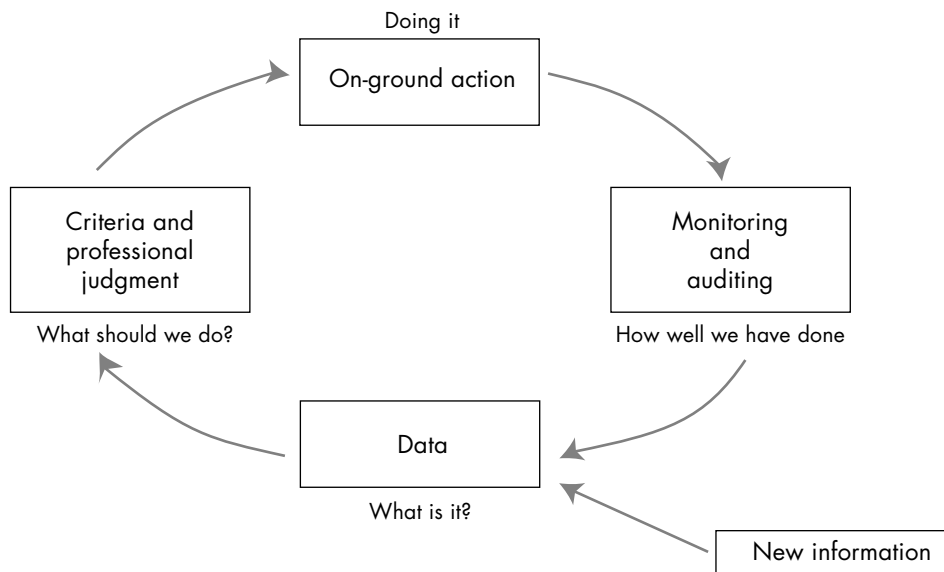 Doing it
On-ground action
Criteria and
professional
judgment
What should we do?
Monitoring
and
auditing
How well we have done
Data
What is it?
New information